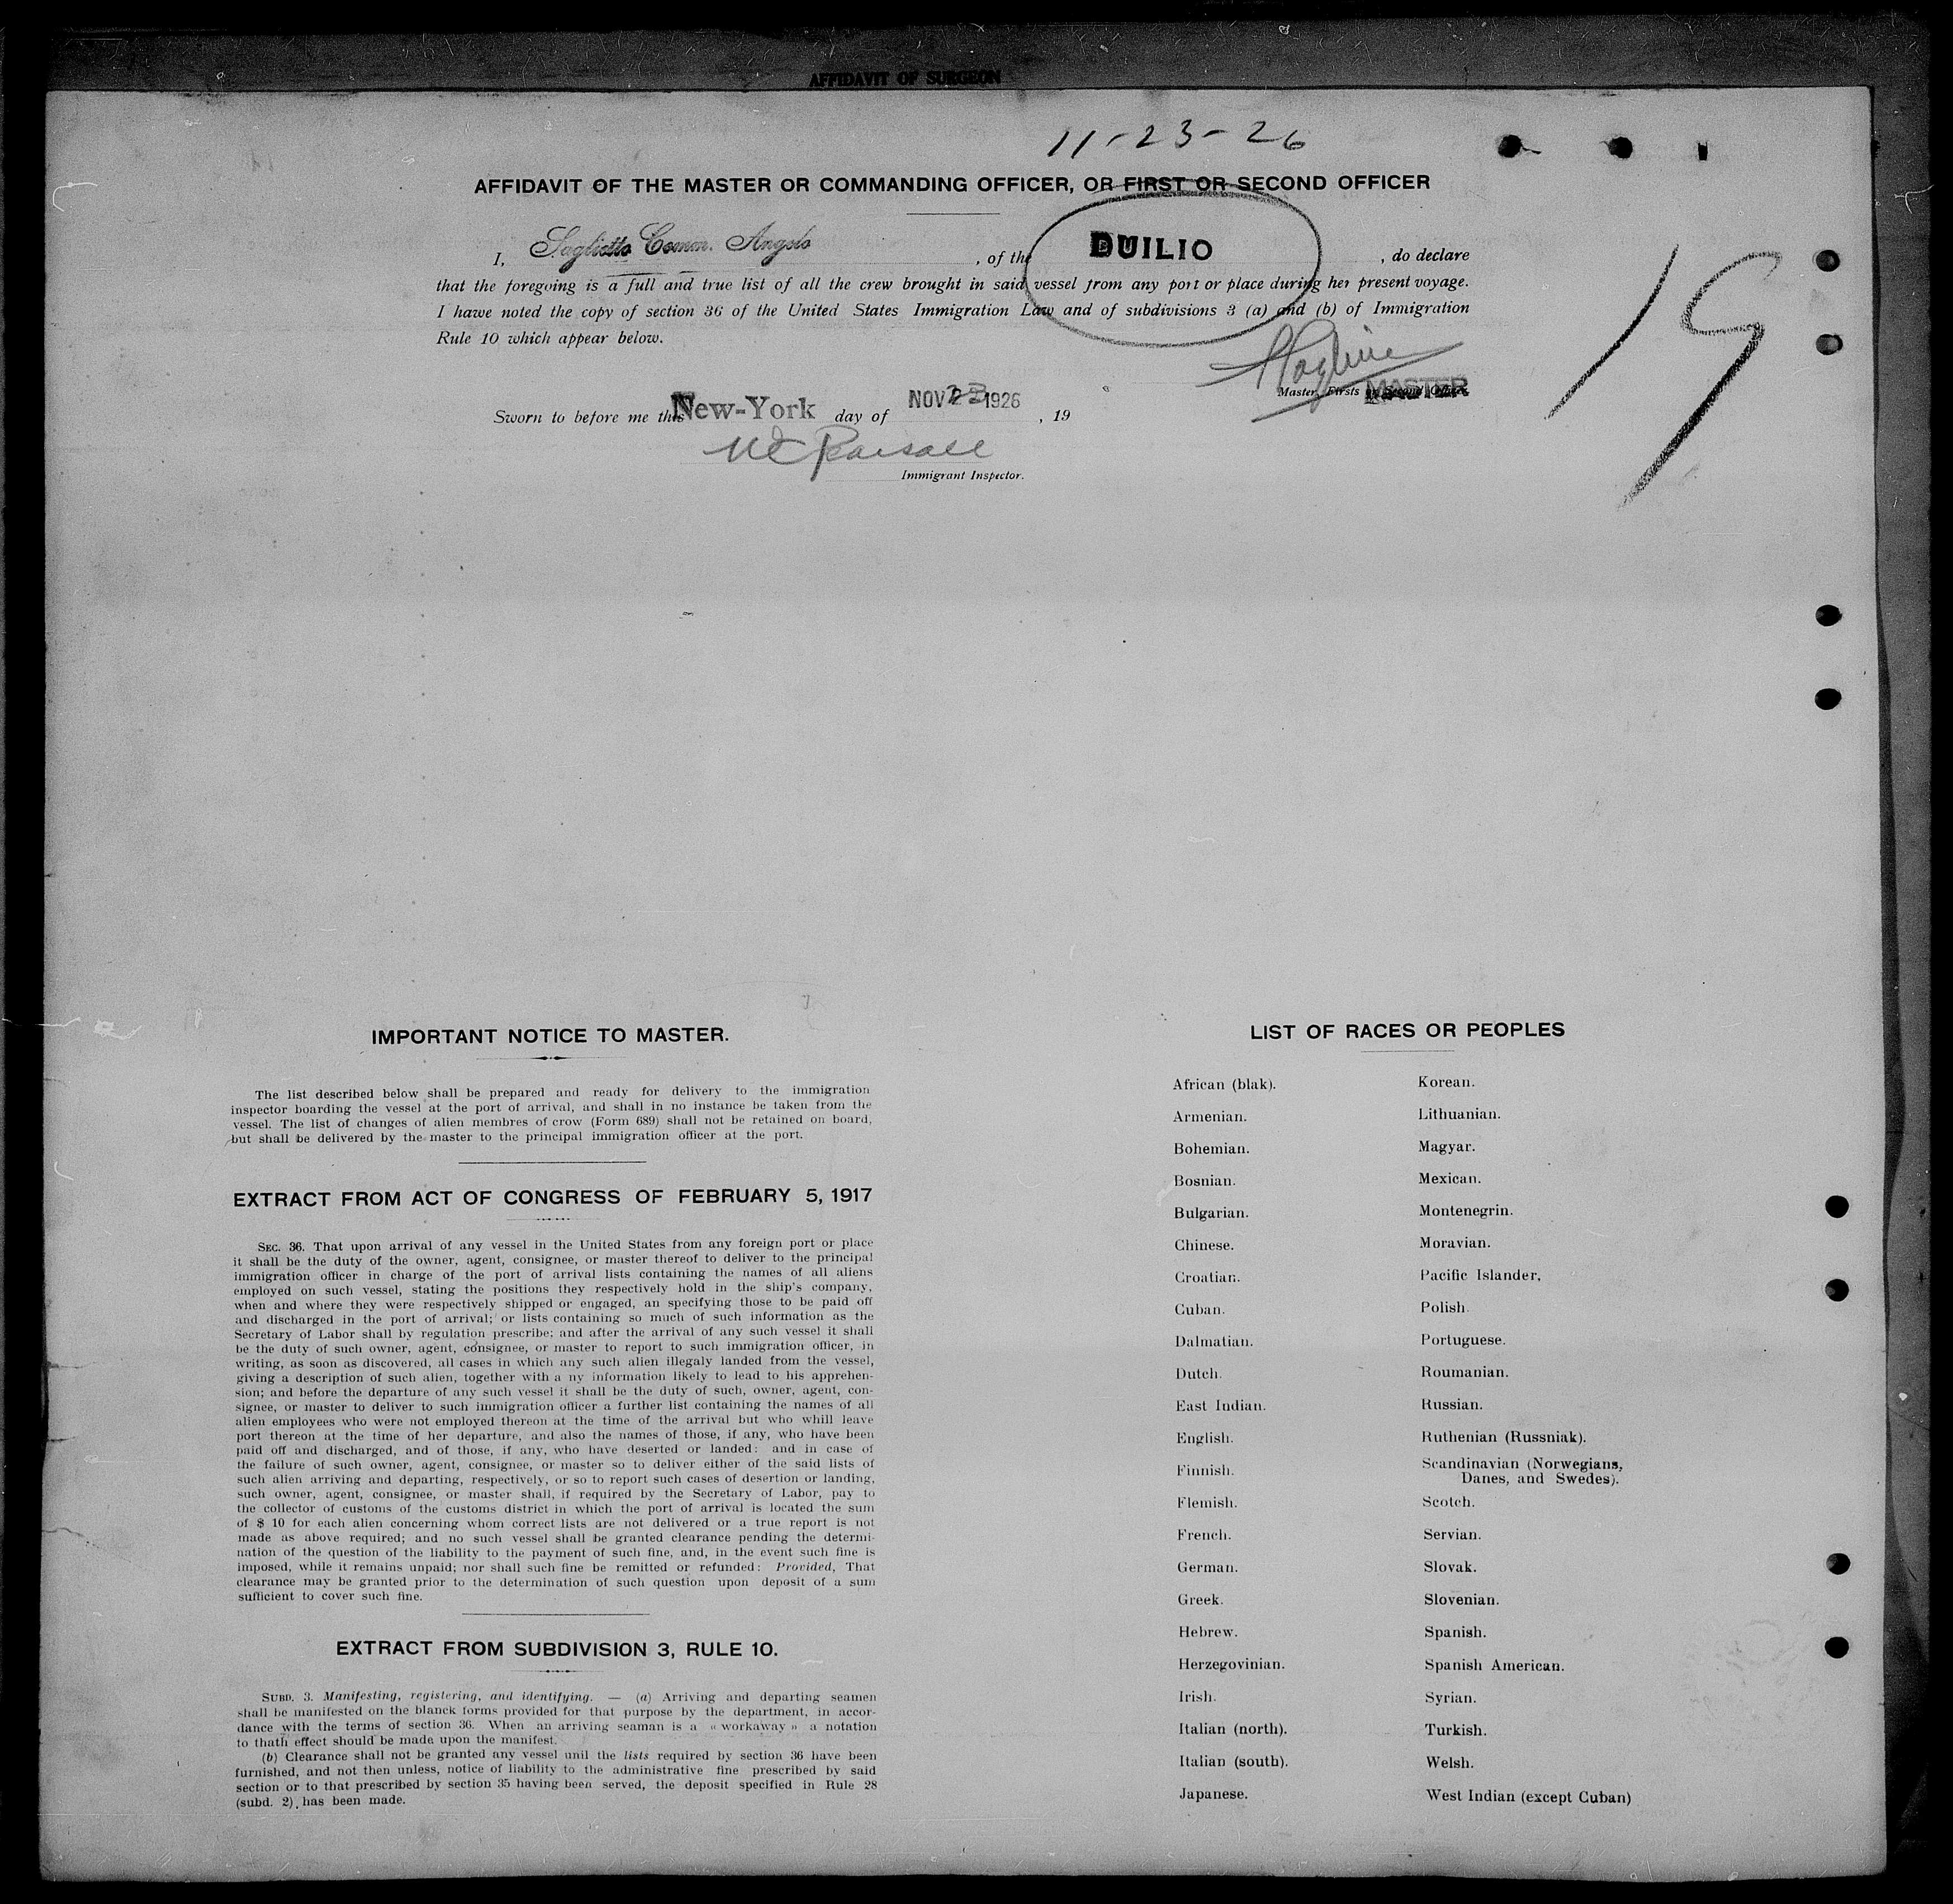 AFFIDAVIT OF SURGEON
11-23-26
AFFIDAVIT OF THE MASTER OR COMMANDING OFFICER, OR FIRST OR SECOND OFFICER
I, Saglietto Comm. Angelo, of the DUILIO, do declare
that the foregoing is a full and true list of all the crew brought in said vessel from any port or place during her present voyage.
I hawe noted the copy of section 36 of the United States Immigration Law and of subdivisions 3 (a) and (b) of Immigration
Rule 10 which appear below.
19
Master, Firsts or Second Officer.
MASTER
Sworn to before me this New-York day of NOV 23 1926, 19
Immigrant Inspector.
IMPORTANT NOTICE TO MASTER.
The list described below shall be prepared and ready for delivery to the immigration
inspector boarding the vessel at the port of arrival, and shall in no instance be taken from the
vessel. The list of changes of alien membres of crow (Form 689) shall not be retained on board,
but shall be delivered by the master to the principal immigration officer at the port.
EXTRACT FROM ACT OF CONGRESS OF FEBRUARY 5, 1917
SEC. 36. That upon arrival of any vessel in the United States from any foreign port or place
it shall be the duty of the owner, agent, consignee, or master thereof to deliver to the principal
immigration officer in charge of the port of arrival lists containing the names of all aliens
employed on such vessel, stating the positions they respectively hold in the ship's company,
when and where they were respectively shipped or engaged, an specifying those to be paid off
and discharged in the port of arrival; or lists containing so much of such information as the
Secretary of Labor shall by regulation prescribe; and after the arrival of any such vessel it shall
be the duty of such owner, agent, consignee, or master to report to such immigration officer, in
writing, as soon as discovered, all cases in which any such alien illegaly landed from the vessel,
giving a description of such alien, together with a ny information likely to lead to his apprehen-
sion; and before the departure of any such vessel it shall be the duty of such, owner, agent, con-
signee, or master to deliver to such immigration officer a further list containing the names of all
alien employees who were not employed thereon at the time of the arrival but who whill leave
port thereon at the time of her departure, and also the names of those, if any, who have been
paid off and discharged, and of those, if any, who have deserted or landed: and in case of
the failure of such owner, agent, consignee, or master so to deliver either of the said lists of
such alien arriving and departing, respectively, or so to report such cases of desertion or landing,
such owner, agent, consignee, or master shall, if required by the Secretary of Labor, pay to
the collector of customs of the customs district in which the port of arrival is located the sum
of $ 10 for each alien concerning whom correct lists are not delivered or a true report is not
made as above required; and no such vessel shall be granted clearance pending the determi-
nation of the question of the liability to the payment of such fine, and, in the event such fine is
imposed, while it remains unpaid; nor shall such fine be remitted or refunded: Provided, That
clearance may be granted prior to the determination of such question upon deposit of a sum
sufficient to cover such fine.
EXTRACT FROM SUBDIVISION 3, RULE 10.
SUBD. 3. Manifesting, registering, and identifying. — (a) Arriving and departing seamen
shall be manifested on the blanck forms provided for that purpose by the department, in accor-
dance with the terms of section 36. When an arriving seaman is a « workaway » a notation
to thath effect should be made upon the manifest.
(b) Clearance shall not be granted any vessel unil the lists required by section 36 have been
furnished, and not then unless, notice of liability to the administrative fine prescribed by said
section or to that prescribed by section 35 having been served, the deposit specified in Rule 28
(subd. 2), has been made.
LIST OF RACES OR PEOPLES
African (blak).
Armenian.
Bohemian.
Bosnian.
Bulgarian.
Chinese.
Croatian.
Cuban.
Dalmatian.
Dutch.
East Indian.
English.
Finnish.
Flemish.
French.
German.
Greek.
Hebrew.
Herzegovinian.
Irish.
Italian (north).
Italian (south).
Japanese.
Korean.
Lithuanian.
Magyar.
Mexican.
Montenegrin.
Moravian.
Pacific Islander,
Polish.
Portuguese.
Roumanian.
Russian.
Ruthenian (Russniak).
Scandinavian (Norwegians,
Danes, and Swedes).
Scotch.
Servian.
Slovak.
Slovenian.
Spanish.
Spanish American.
Syrian.
Turkish.
Welsh.
West Indian (except Cuban)